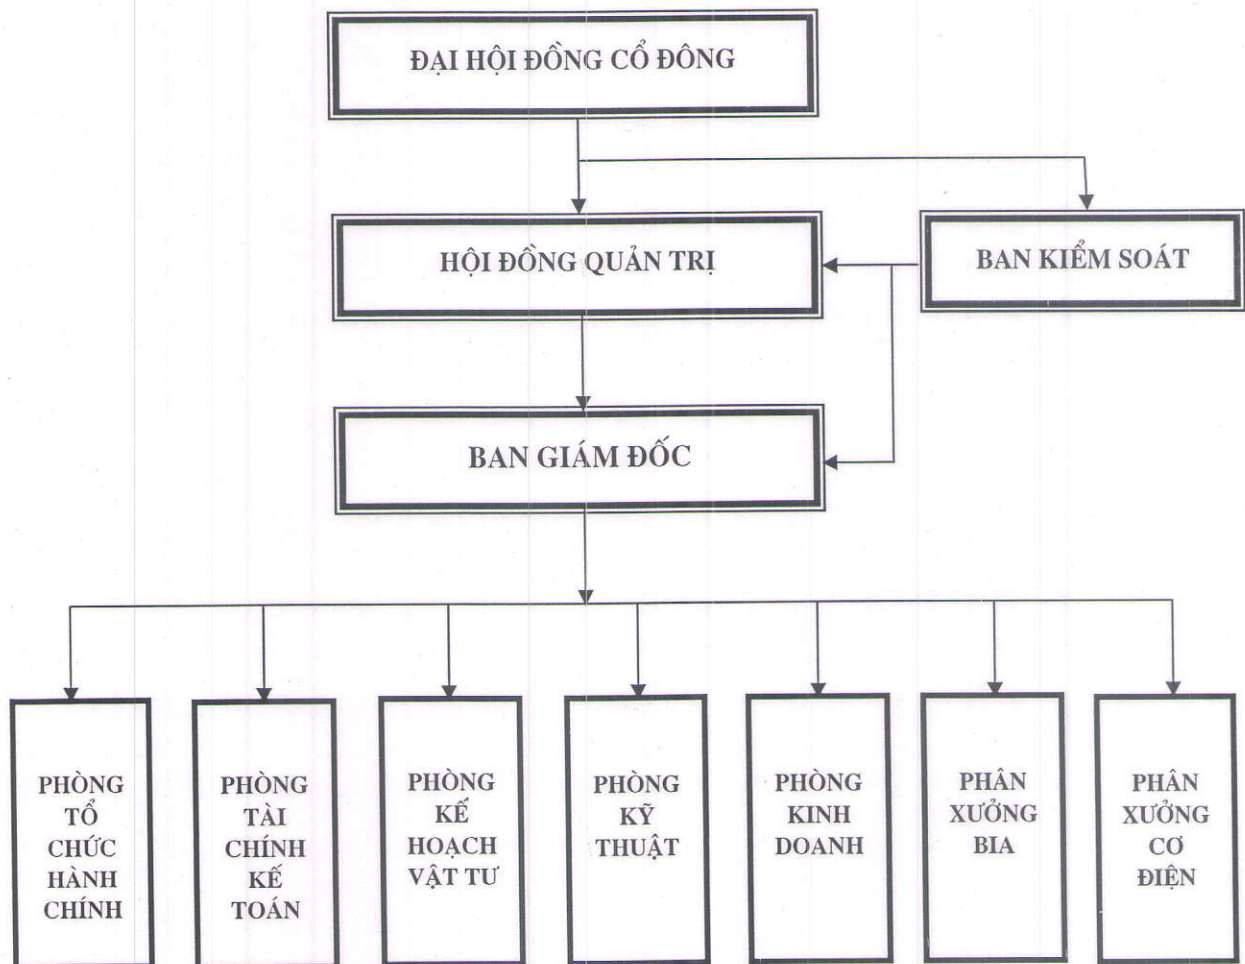 ĐẠI HỘI ĐỒNG CỔ ĐÔNG
HỘI ĐỒNG QUẢN TRỊ
BAN KIỂM SOÁT
BAN GIÁM ĐỐC
PHÒNG
TỔ
CHỨC
HÀNH
CHÍNH
PHÒNG
TÀI
CHÍNH
KẾ
TOÁN
PHÒNG
KẾ
HOẠCH
VẬT TƯ
PHÒNG
KỸ
THUẬT
PHÒNG
KINH
DOANH
PHÂN
XƯỞNG
BIA
PHÂN
XƯỞNG
CƠ
ĐIỆN